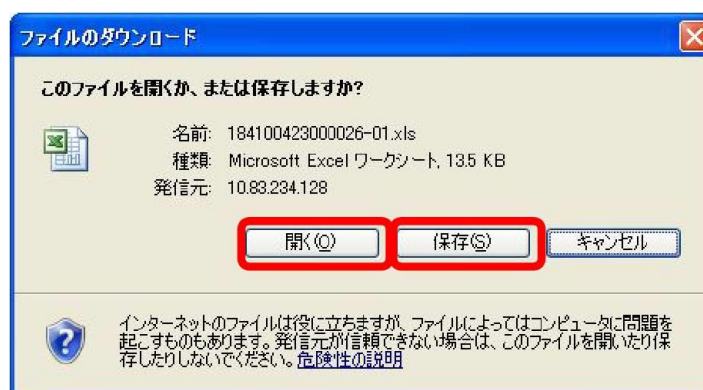 ファイルのダウンロード
このファイルを開くか、または保存しますか?
名前: 184100423000026-01.xls
種類: Microsoft Excel ワークシート, 13.5 KB
発信元: 10.83.234.128
開く(O) 保存(S) キャンセル
インターネットのファイルは役に立ちますが、ファイルによってはコンピュータに問題を
起こすものもあります。発信元が信頼できない場合は、このファイルを開いたり保
存したりしないでください。危険性の説明